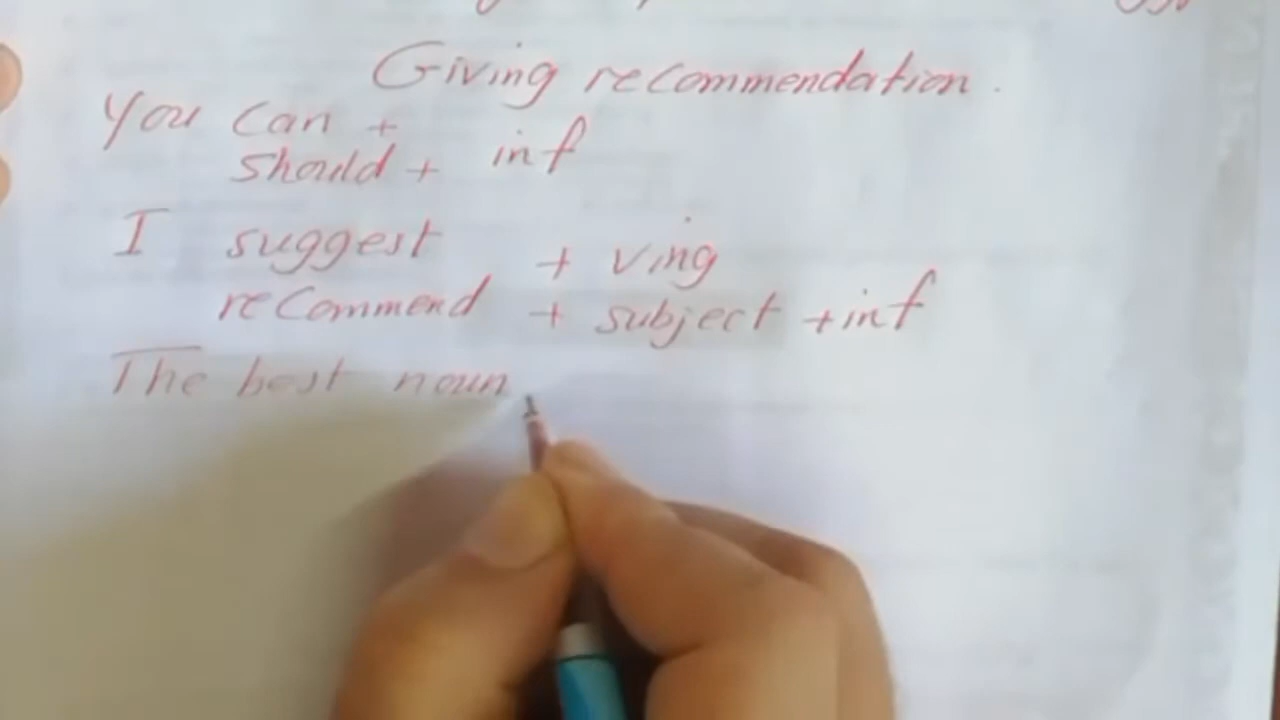 Giving recommendation.
You can +
should + inf
I suggest + ving
recommend + subject + inf
The best noun